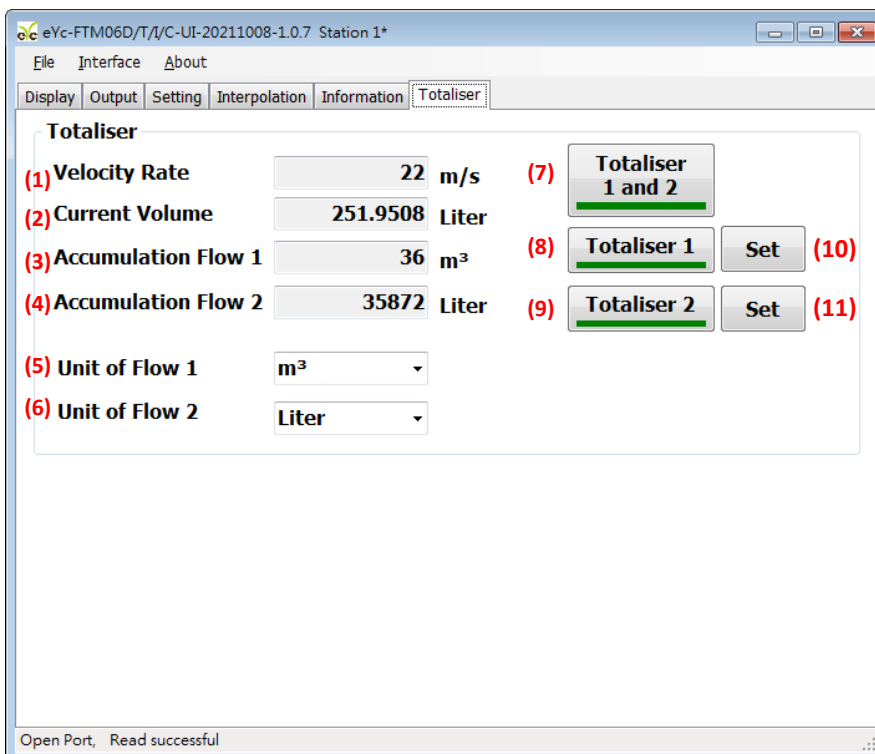 eYc eYc-FTM06D/T/I/C-UI-20211008-1.0.7 Station 1*
File Interface About
Display Output Setting Interpolation Information Totaliser
Totaliser
(1) Velocity Rate 22 m/s
(2) Current Volume 251.9508 Liter
(3) Accumulation Flow 1 36 m³
(4) Accumulation Flow 2 35872 Liter
(5) Unit of Flow 1 m³
(6) Unit of Flow 2 Liter
(7) Totaliser
1 and 2
(8) Totaliser 1 Set (10)
(9) Totaliser 2 Set (11)
Open Port, Read successful